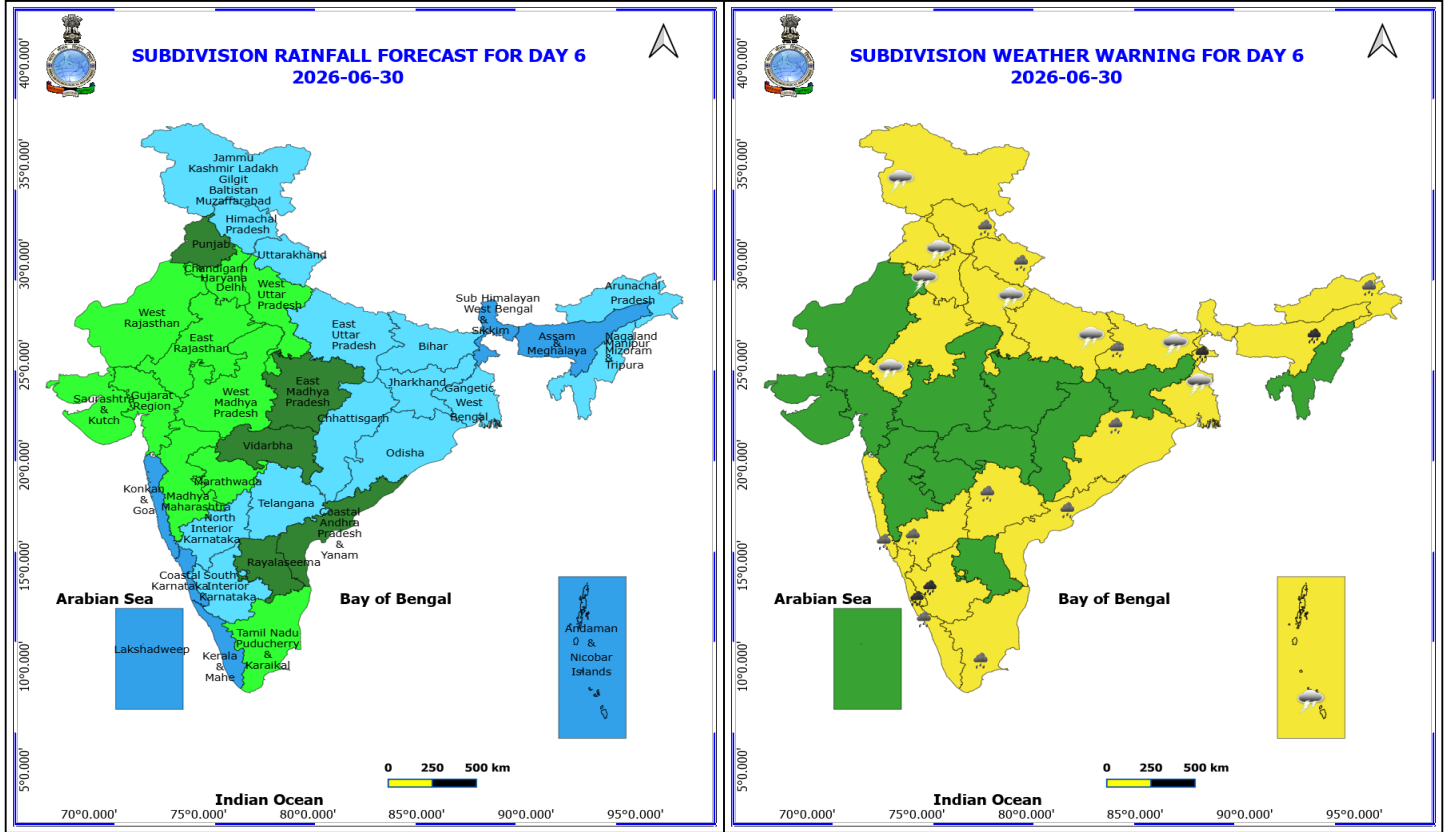 SUBDIVISION RAINFALL FORECAST FOR DAY 6
2026-06-30
40°0.000'
35°0.000'
30°0.000'
25°0.000'
20°0.000'
15°0.000'
10°0.000'
5°0.000'
Jammu
Kashmir Ladakh
Gilgit
Baltistan
Muzaffarabad
Himachal
Pradesh
Punjab
Uttarakhand
Chandigarh
Haryana
Delhi
West
Uttar
Pradesh
West
Rajasthan
East
Rajasthan
East
Uttar
Pradesh
Bihar
Sub Himalayan
West Bengal
&
Sikkim
Arunachal
Pradesh
Assam
&
Meghalaya
Nagaland
Manipur
Mizoram
&
Tripura
Saurashtra
&
Kutch
Gujarat
Region
West
Madhya
Pradesh
East
Madhya
Pradesh
Jharkhand
Gangetic
West
Bengal
Chhattisgarh
Vidarbha
Odisha
Konkan
&
Goa
Madhya
Maharashtra
Marathwada
Telangana
North
Interior
Karnataka
Coastal
Andhra
Pradesh
&
Yanam
Rayalaseema
Coastal
Karnataka
South
Interior
Karnataka
Tamil Nadu
Puducherry
&
Karaikal
Kerala
&
Mahe
Lakshadweep
Andaman
&
Nicobar
Islands
Arabian Sea
Bay of Bengal
Indian Ocean
0 250 500 km
70°0.000' 75°0.000' 80°0.000' 85°0.000' 90°0.000' 95°0.000'
SUBDIVISION WEATHER WARNING FOR DAY 6
2026-06-30
40°0.000'
35°0.000'
30°0.000'
25°0.000'
20°0.000'
15°0.000'
10°0.000'
5°0.000'
Arabian Sea
Bay of Bengal
Indian Ocean
0 250 500 km
70°0.000' 75°0.000' 80°0.000' 85°0.000' 90°0.000' 95°0.000'